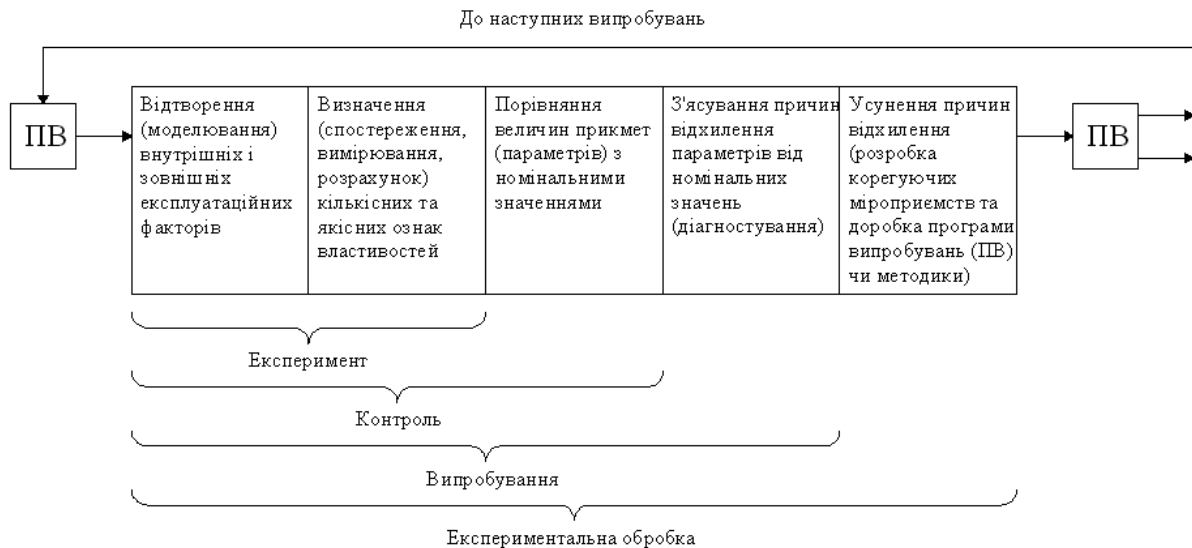 До наступних випробувань
ПВ
Відтворення
(моделювання)
внутрішніх і
зовнішніх
експлуатаційних
факторів
Визначення
(спостереження,
вимірювання,
розрахунок)
кількісних та
якісних ознак
властивостей
Порівняння
величин прикмет
(параметрів) з
номінальними
значеннями
З'ясування причин
відхилення
параметрів від
номінальних
значень
(діагностування)
Усунення причин
відхилення
(розробка
корегуючих
міроприємств та
доробка програми
випробувань (ПВ)
чи методики)
ПВ
Експеримент
Контроль
Випробування
Експериментальна обробка